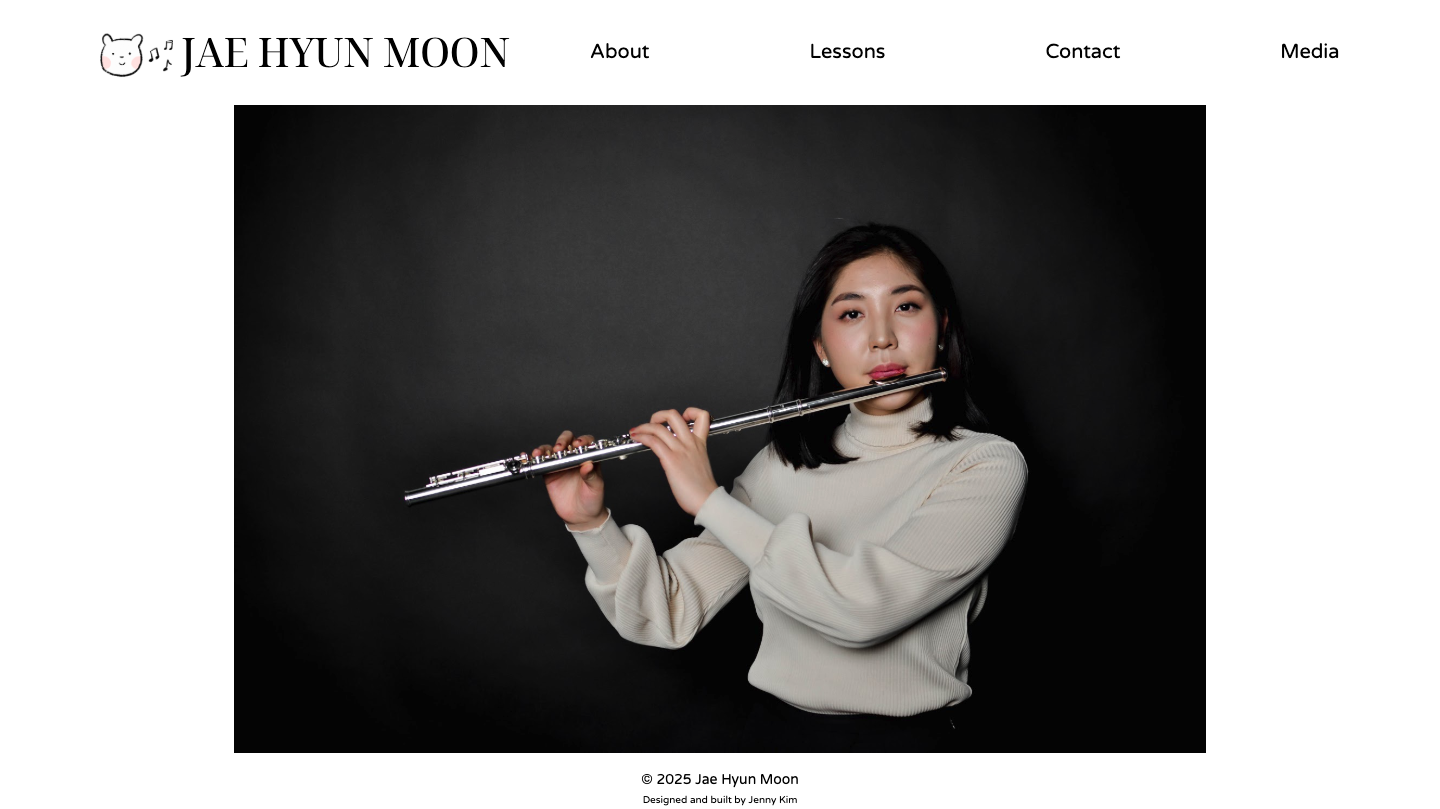 JAE HYUN MOON
About
Lessons
Contact
Media
© 2025 Jae Hyun Moon
Designed and built by Jenny Kim